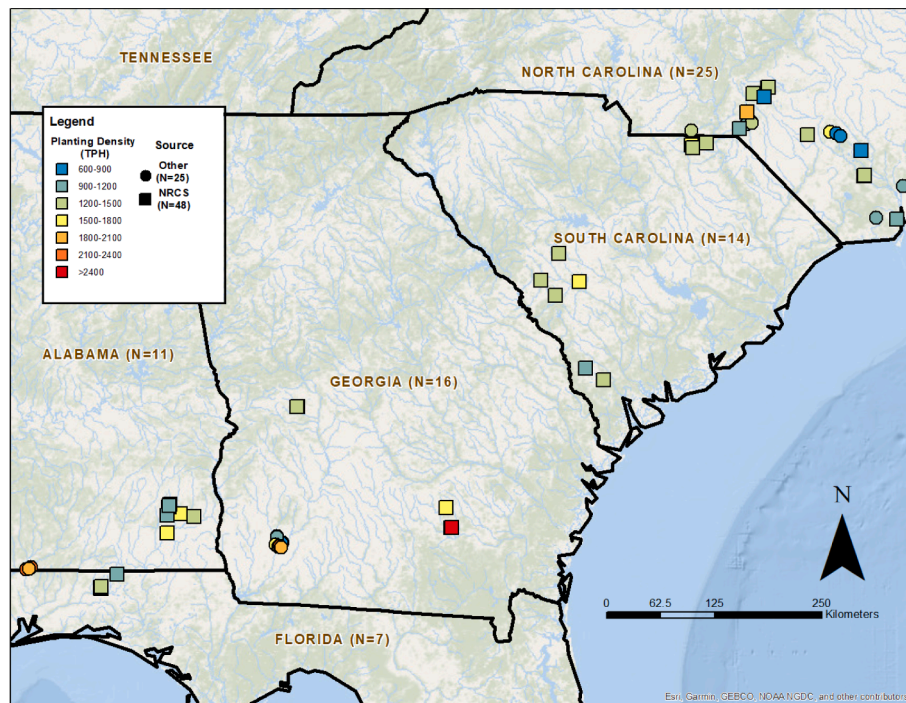 TENNESSEE
NORTH CAROLINA (N=25)
Legend
Planting Density
(TPH)
600-900
900-1200
1200-1500
1500-1800
1800-2100
2100-2400
>2400
Source
Other
(N=25)
NRCS
(N=48)
SOUTH CAROLINA (N=14)
ALABAMA (N=11)
GEORGIA (N=16)
FLORIDA (N=7)
N
0 62.5 125 250
Kilometers
Esri, Garmin, GEBCO, NOAA NGDC, and other contributors